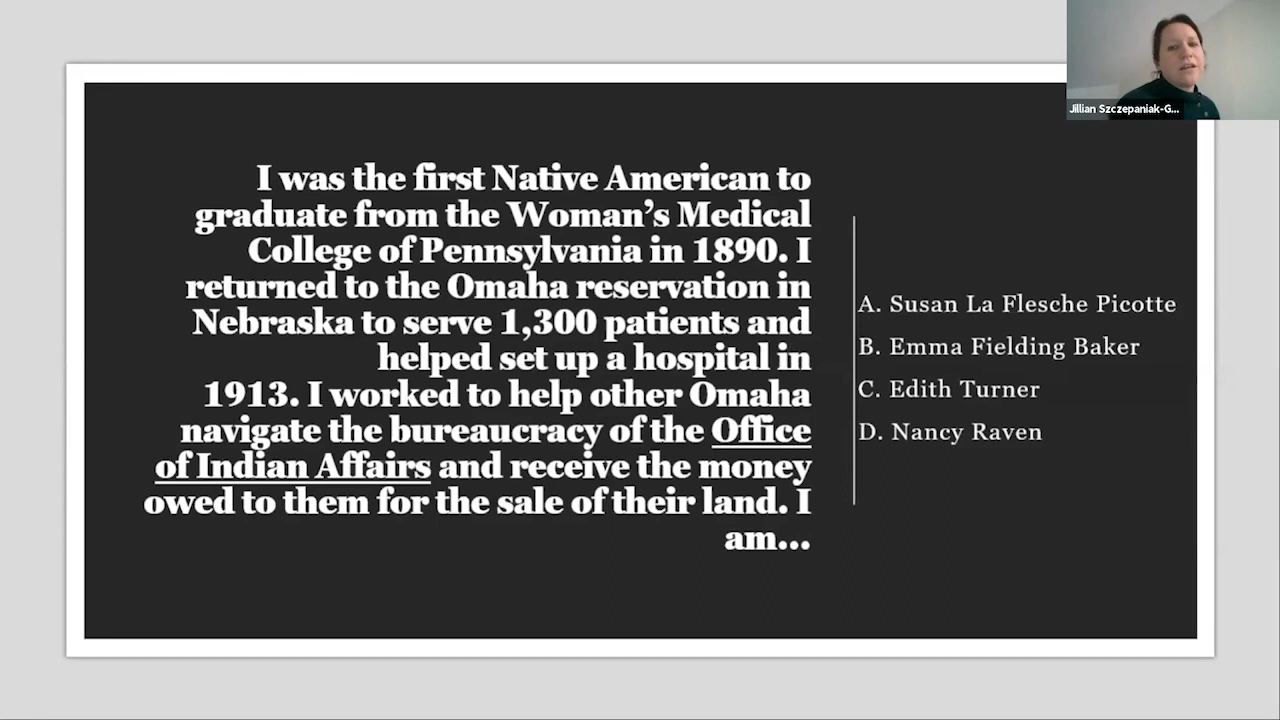 I was the first Native American to
graduate from the Woman’s Medical
College of Pennsylvania in 1890. I
returned to the Omaha reservation in
Nebraska to serve 1,300 patients and
helped set up a hospital in
1913. I worked to help other Omaha
navigate the bureaucracy of the Office
of Indian Affairs and receive the money
owed to them for the sale of their land. I
am...
A. Susan La Flesche Picotte
B. Emma Fielding Baker
C. Edith Turner
D. Nancy Raven
Jillian Szczepaniak-G...